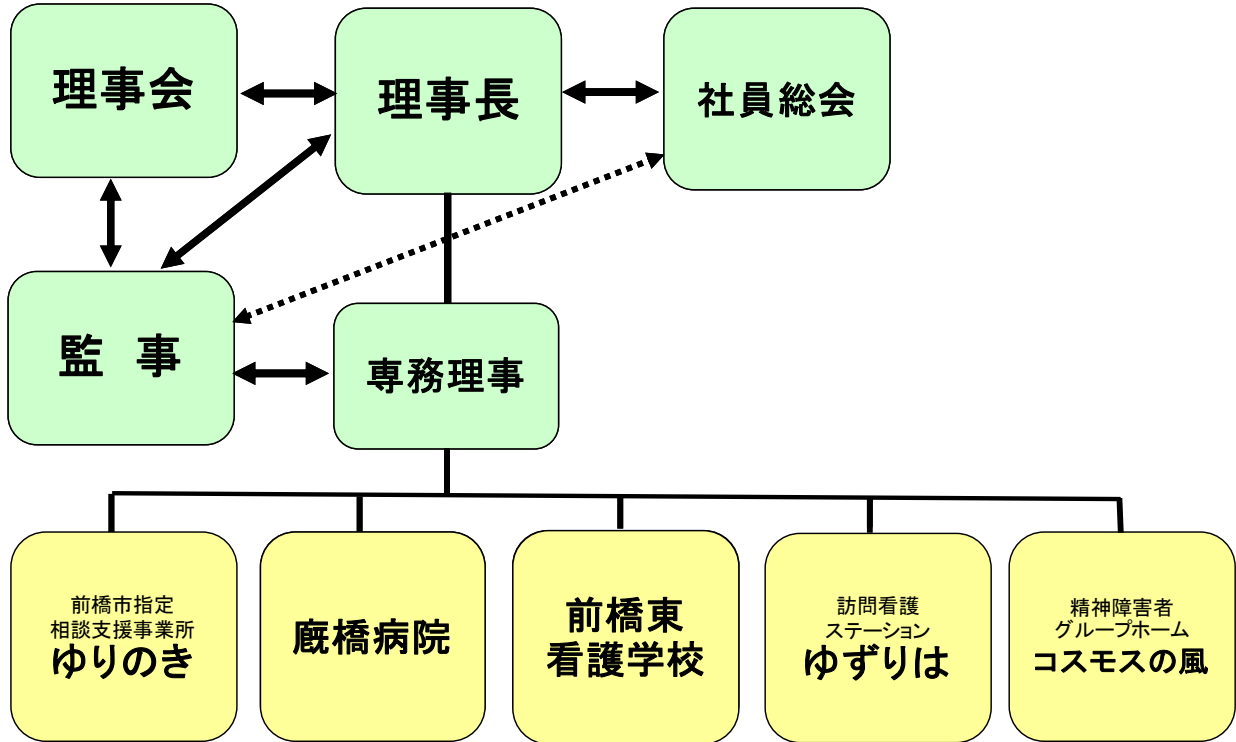 理事会
理事長
社員総会
監 事
専務理事
前橋市指定
相談支援事業所
ゆりのき
厩橋病院
前橋東
看護学校
訪問看護
ステーション
ゆずりは
精神障害者
グループホーム
コスモスの風